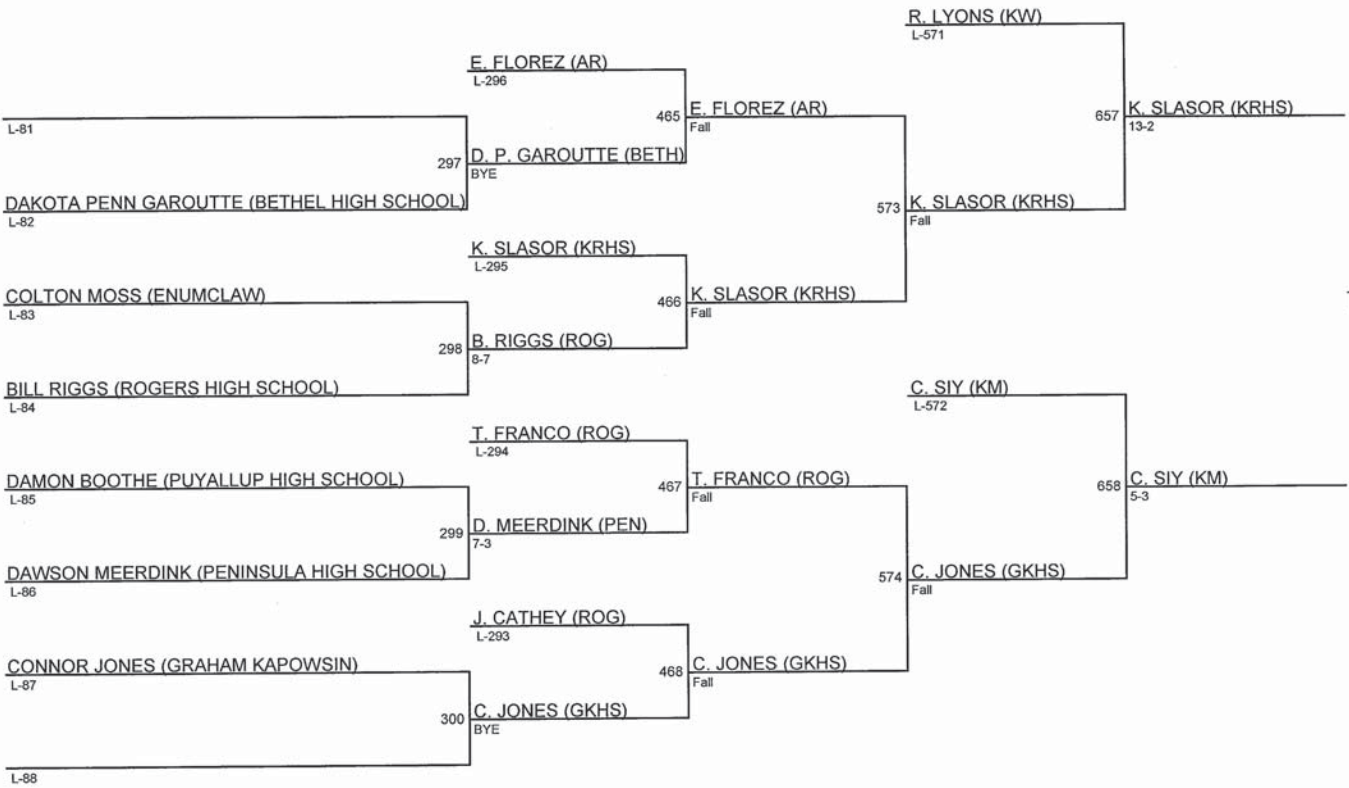 R. LYONS (KW)
L-571
E. FLOREZ (AR)
L-296
L-81
465 E. FLOREZ (AR)
Fall
657 K. SLASOR (KRHS)
13-2
297 D. P. GAROUTTE (BETH)
BYE
DAKOTA PENN GAROUTTE (BETHEL HIGH SCHOOL)
L-82
573 K. SLASOR (KRHS)
Fall
K. SLASOR (KRHS)
L-295
COLTON MOSS (ENUMCLAW)
L-83
466 K. SLASOR (KRHS)
Fall
298 B. RIGGS (ROG)
8-7
BILL RIGGS (ROGERS HIGH SCHOOL)
L-84
C. SIY (KM)
L-572
T. FRANCO (ROG)
L-294
DAMON BOOTHE (PUYALLUP HIGH SCHOOL)
L-85
467 T. FRANCO (ROG)
Fall
658 C. SIY (KM)
5-3
299 D. MEERDINK (PEN)
7-3
DAWSON MEERDINK (PENINSULA HIGH SCHOOL)
L-86
574 C. JONES (GKHS)
Fall
J. CATHEY (ROG)
L-293
CONNOR JONES (GRAHAM KAPOWSIN)
L-87
468 C. JONES (GKHS)
Fall
300 C. JONES (GKHS)
BYE
L-88